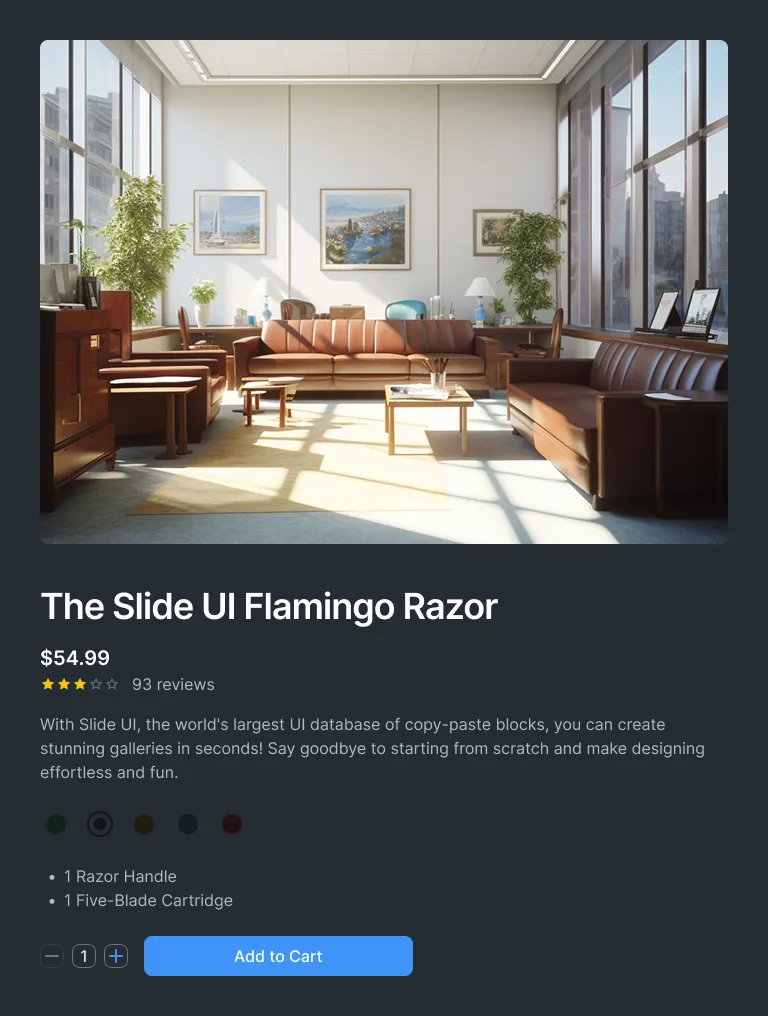 The Slide UI Flamingo Razor
$54.99
93 reviews
With Slide UI, the world's largest UI database of copy-paste blocks, you can create
stunning galleries in seconds! Say goodbye to starting from scratch and make designing
effortless and fun.
• 1 Razor Handle
• 1 Five-Blade Cartridge
1
Add to Cart